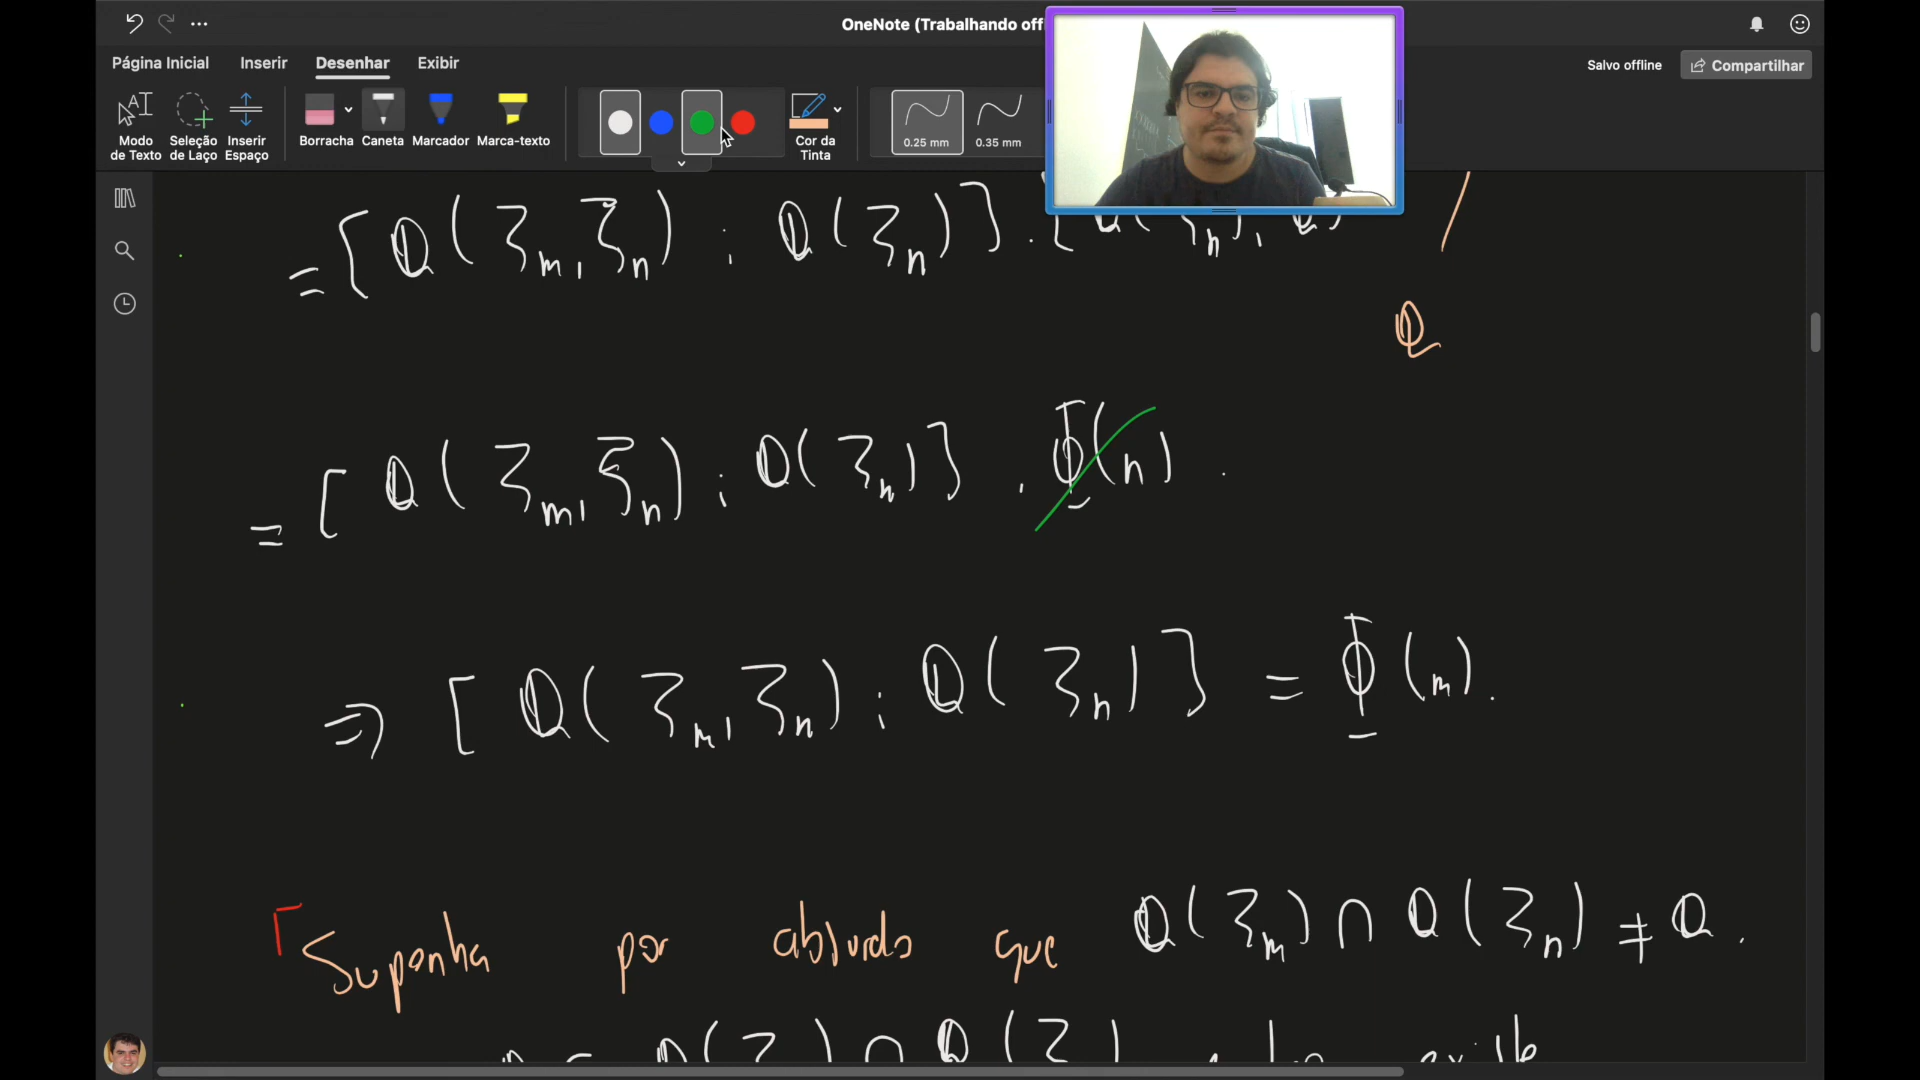 OneNote (Trabalhando offl
Página Inicial Inserir Desenhar Exibir
Salvo offline Compartilhar
Modo de Texto Seleção de Laço Inserir Espaço Borracha Caneta Marcador Marca-texto Cor da Tinta 0.25 mm 0.35 mm
= [ℚ(ζm, ζn) : ℚ(ζn)] . [ℚ(ζn) : ℚ]
ℚ
= [ℚ(ζm, ζn) : ℚ(ζn)] . Φ(n) .
⇒ [ℚ(ζm, ζn) : ℚ(ζn)] = Φ(m).
Suponha por absurdo que ℚ(ζm) ∩ ℚ(ζn) ≠ ℚ.